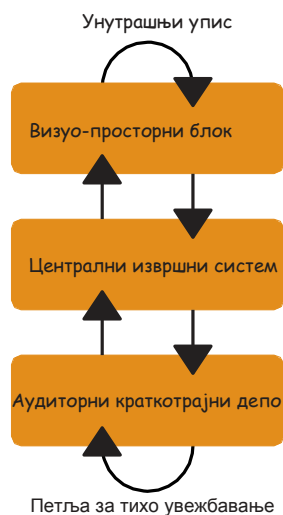 Унутрашњи упис
Визуо-просторни блок
Централни извршни систем
Аудиторни краткотрајни депо
Петља за тихо увежбавање